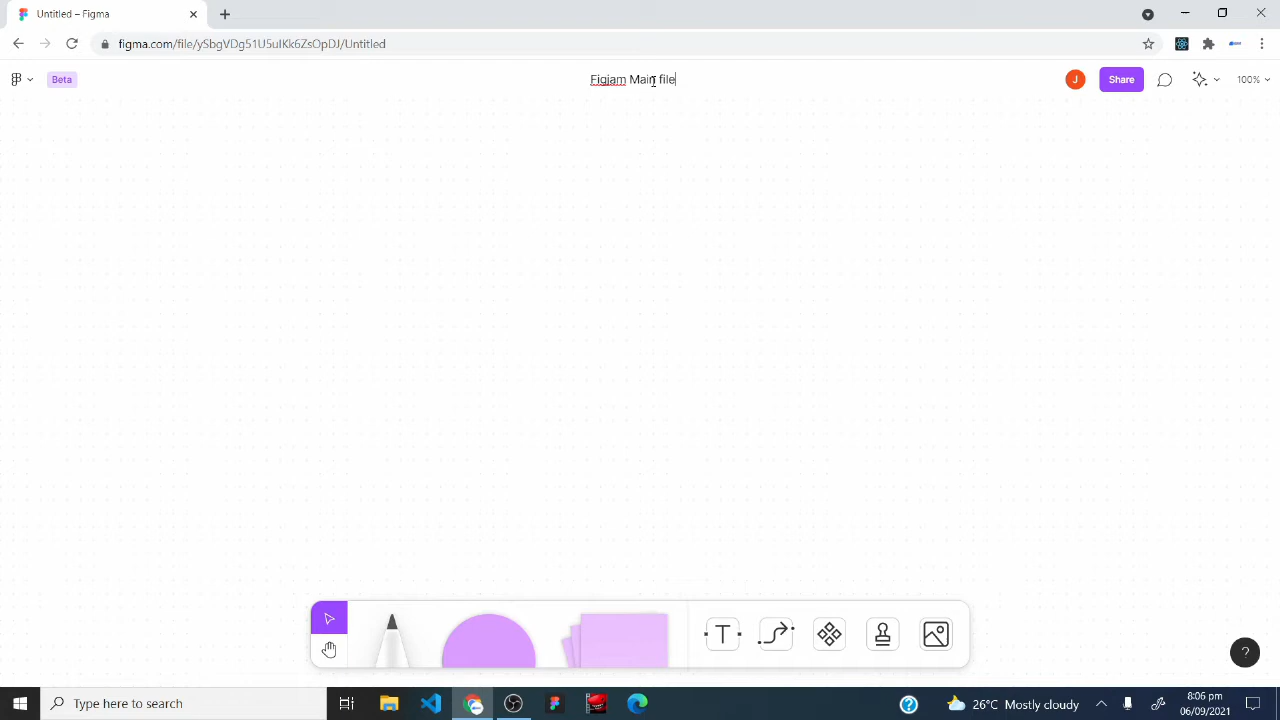 Untitled – Figma
figma.com/file/ySbgVDg51U5uIKk6ZsOpDJ/Untitled
Beta
Figjam Main file
J
Share
100%
T
?
Type here to search
?
26°C Mostly cloudy
8:06 pm
06/09/2021